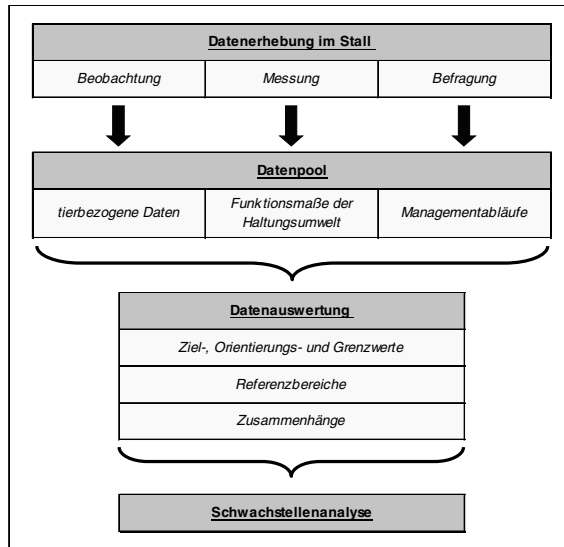 Datenerhebung im Stall
Beobachtung
Messung
Befragung
Datenpool
tierbezogene Daten
Funktionsmaße der
Haltungsumwelt
Managementabläufe
Datenauswertung
Ziel-, Orientierungs- und Grenzwerte
Referenzbereiche
Zusammenhänge
Schwachstellenanalyse